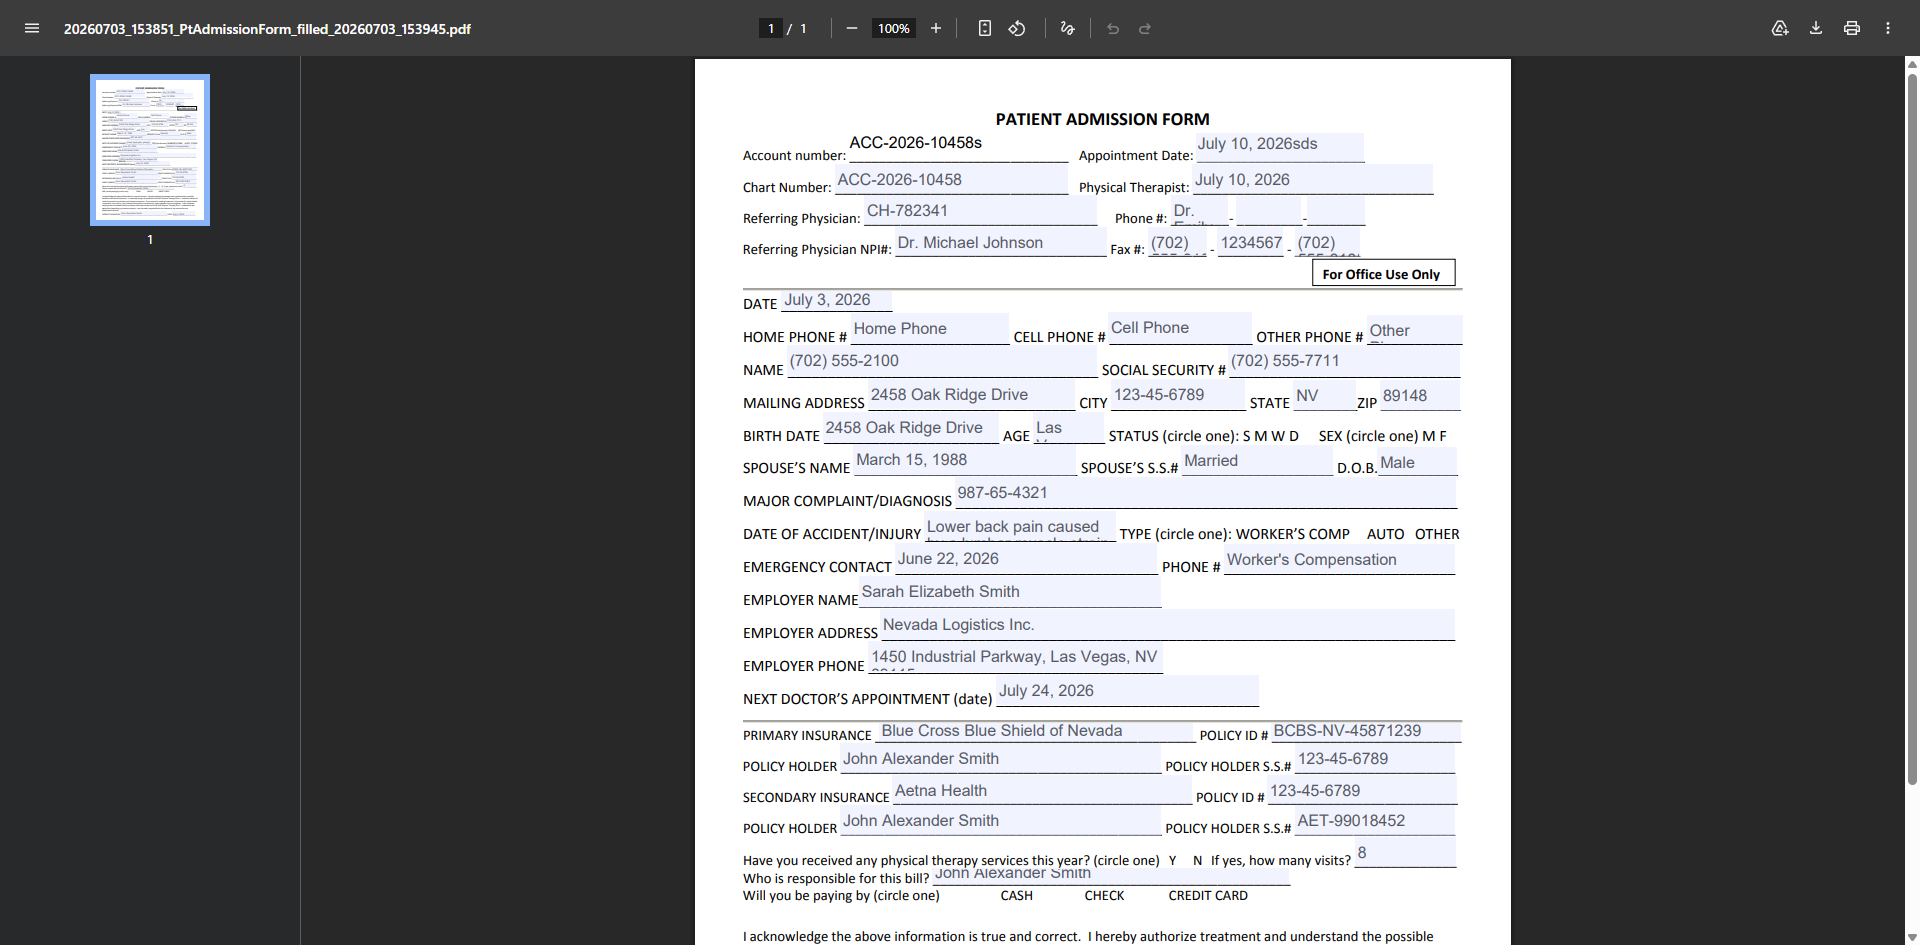 20260703_153851_PtAdmissionForm_filled_20260703_153945.pdf
1 / 1
100%
1
PATIENT ADMISSION FORM
Account number: ACC-2026-10458s Appointment Date: July 10, 2026sds
Chart Number: ACC-2026-10458 Physical Therapist: July 10, 2026
Referring Physician: CH-782341 Phone #: Dr. - -
Referring Physician NPI#: Dr. Michael Johnson Fax #: (702) - 1234567 - (702)
For Office Use Only
DATE July 3, 2026
HOME PHONE # Home Phone CELL PHONE # Cell Phone OTHER PHONE # Other
NAME (702) 555-2100 SOCIAL SECURITY # (702) 555-7711
MAILING ADDRESS 2458 Oak Ridge Drive CITY 123-45-6789 STATE NV ZIP 89148
BIRTH DATE 2458 Oak Ridge Drive AGE Las STATUS (circle one): S M W D SEX (circle one) M F
SPOUSE'S NAME March 15, 1988 SPOUSE'S S.S.# Married D.O.B. Male
MAJOR COMPLAINT/DIAGNOSIS 987-65-4321
DATE OF ACCIDENT/INJURY Lower back pain caused TYPE (circle one): WORKER'S COMP AUTO OTHER
EMERGENCY CONTACT June 22, 2026 PHONE # Worker's Compensation
EMPLOYER NAME Sarah Elizabeth Smith
EMPLOYER ADDRESS Nevada Logistics Inc.
EMPLOYER PHONE 1450 Industrial Parkway, Las Vegas, NV
NEXT DOCTOR'S APPOINTMENT (date) July 24, 2026
PRIMARY INSURANCE Blue Cross Blue Shield of Nevada POLICY ID # BCBS-NV-45871239
POLICY HOLDER John Alexander Smith POLICY HOLDER S.S.# 123-45-6789
SECONDARY INSURANCE Aetna Health POLICY ID # 123-45-6789
POLICY HOLDER John Alexander Smith POLICY HOLDER S.S.# AET-99018452
Have you received any physical therapy services this year? (circle one) Y N If yes, how many visits? 8
Who is responsible for this bill? John Alexander Smith
Will you be paying by (circle one) CASH CHECK CREDIT CARD
I acknowledge the above information is true and correct. I hereby authorize treatment and understand the possible